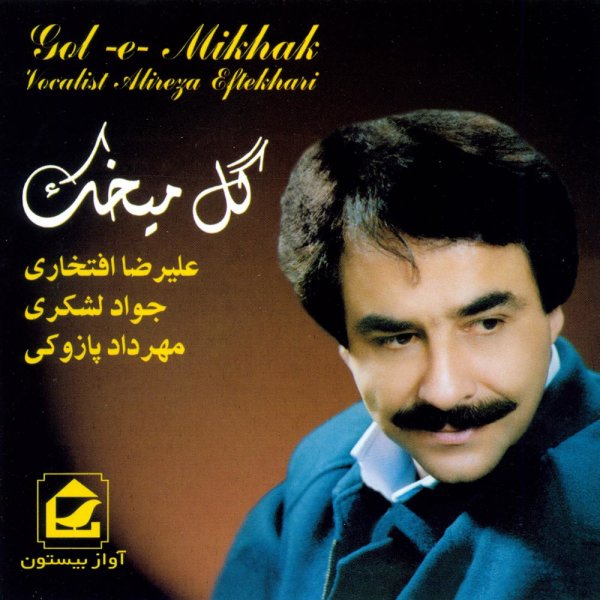 Gol -e- Mikhak
Vocalist Alireza Eftekhari
گل میخک
علیرضا افتخاری
جواد لشکری
مهرداد پازوکی
آواز بیستون